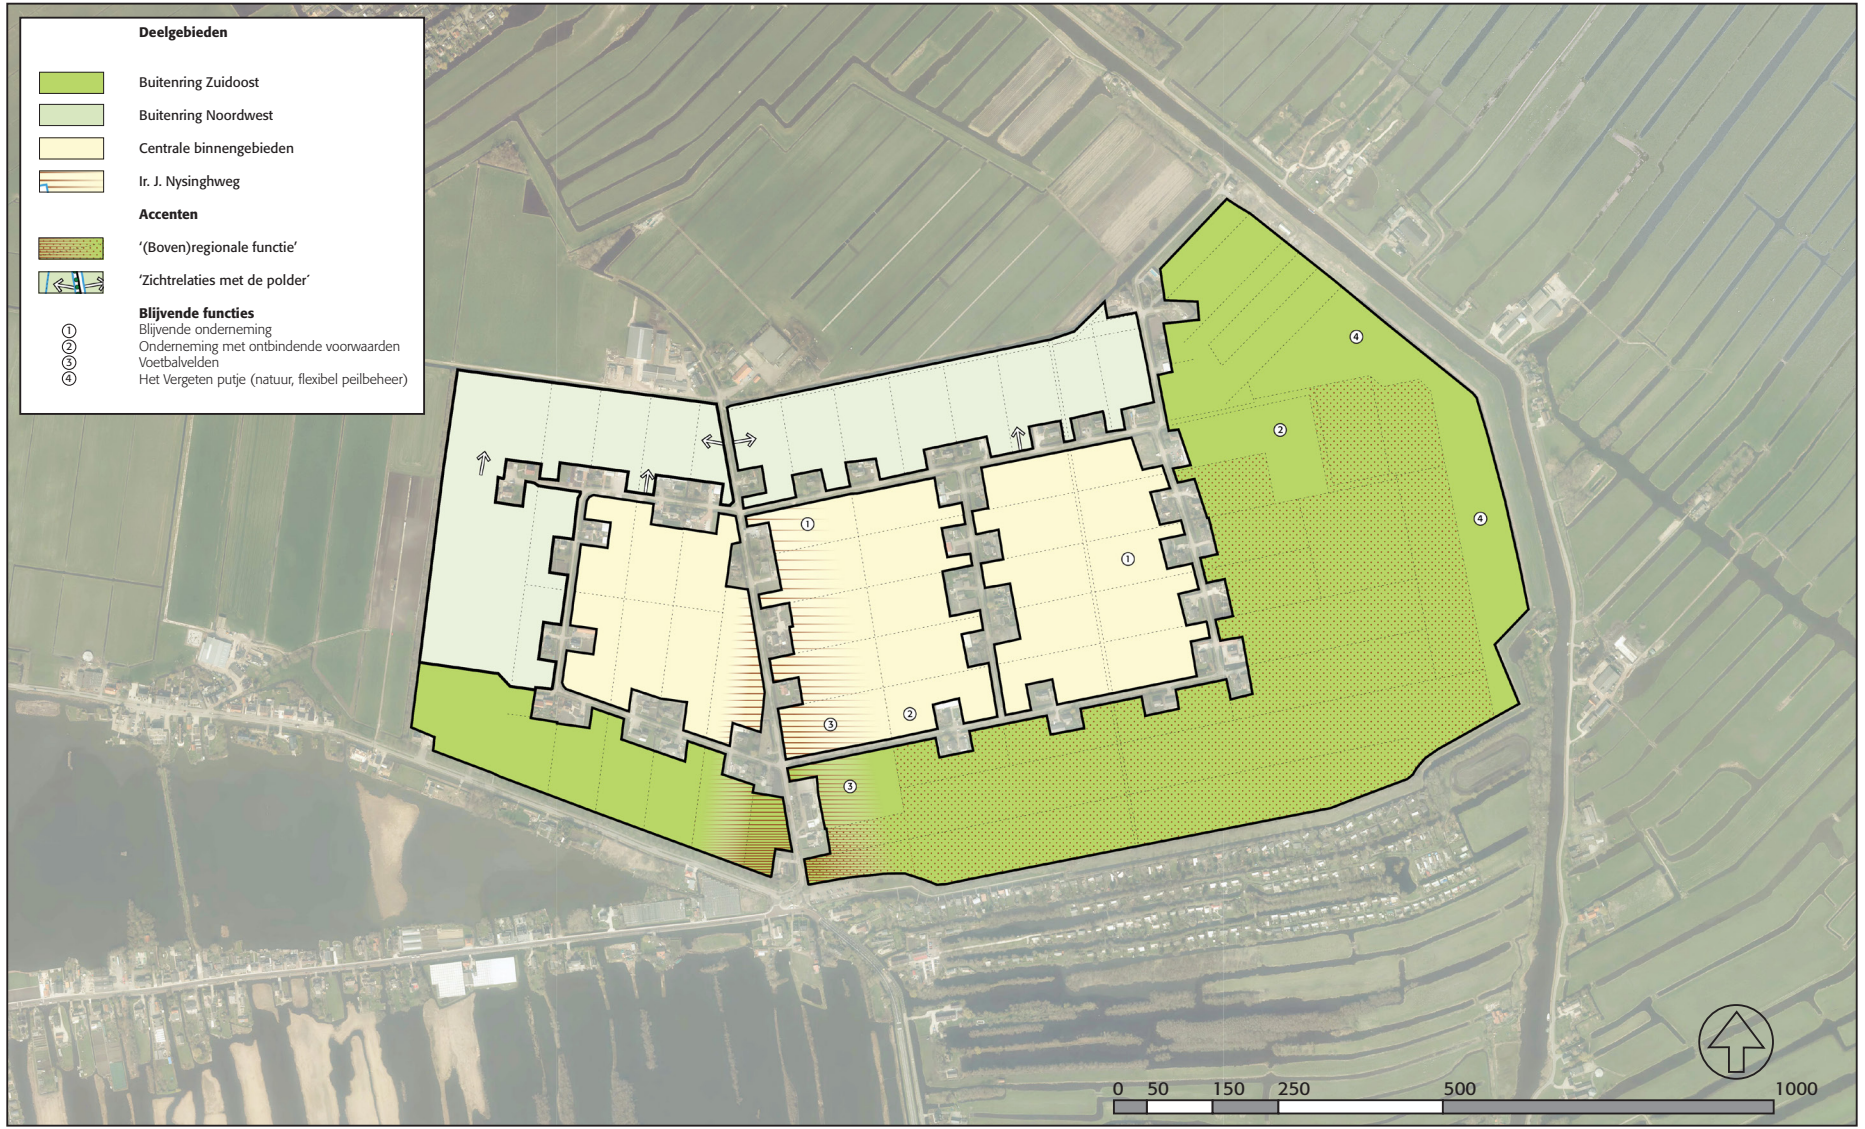 Deelgebieden
Buitenring Zuidoost
Buitenring Noordwest
Centrale binnengebieden
Ir. J. Nysinghweg
Accenten
‘(Boven)regionale functie’
‘Zichtrelaties met de polder’
Blijvende functies
1 Blijvende onderneming
2 Onderneming met ontbindende voorwaarden
3 Voetbalvelden
4 Het Vergeten putje (natuur, flexibel peilbeheer)
4
2
4
1
1
2
3
3
0 50 150 250 500 1000